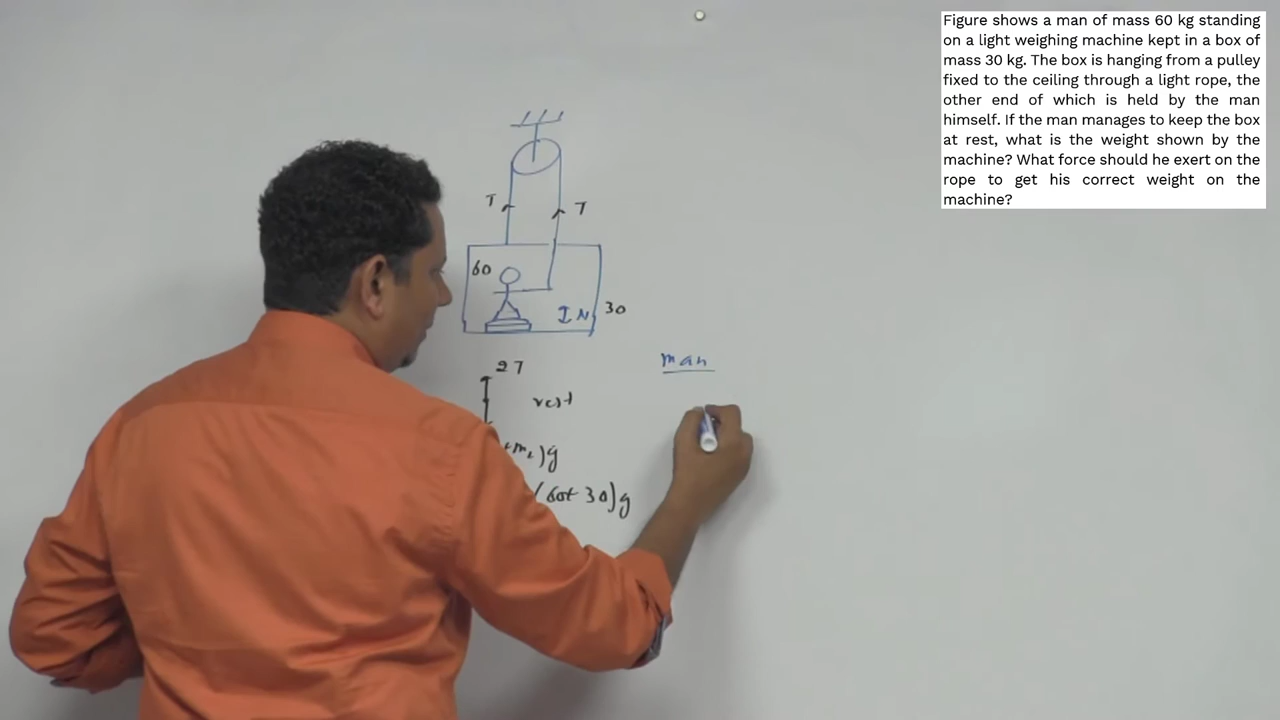 Figure shows a man of mass 60 kg standing
on a light weighing machine kept in a box of
mass 30 kg. The box is hanging from a pulley
fixed to the ceiling through a light rope, the
other end of which is held by the man
himself. If the man manages to keep the box
at rest, what is the weight shown by the
machine? What force should he exert on the
rope to get his correct weight on the
machine?
T T
60
IN 30
2T
rest
man
+m₂)g
(60+30)g